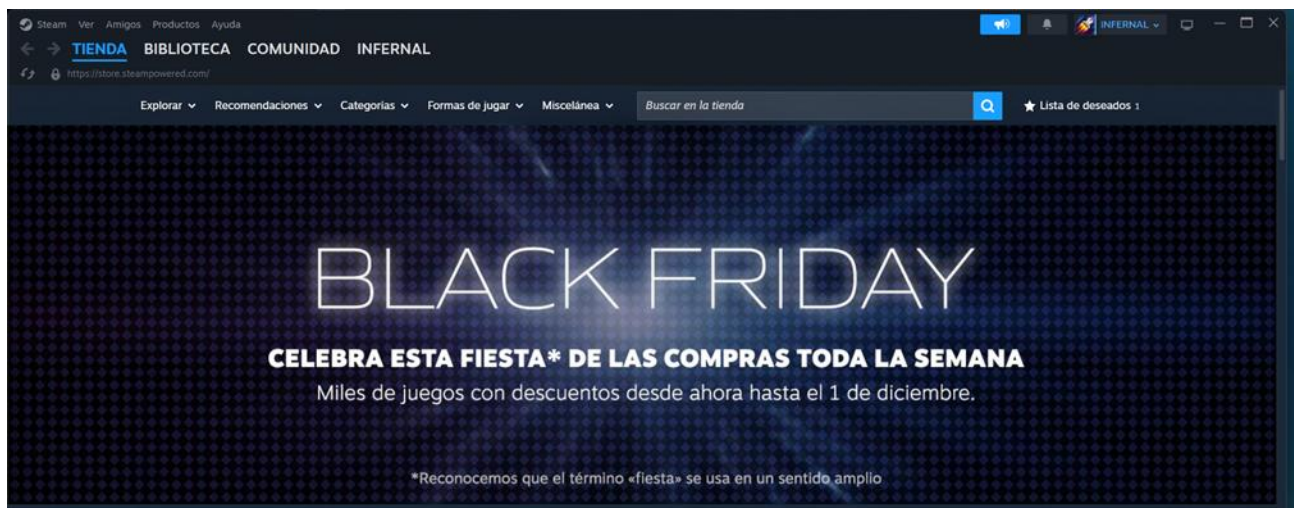 Steam Ver Amigos Productos Ayuda INFERNAL
TIENDA BIBLIOTECA COMUNIDAD INFERNAL
https://store.steampowered.com/
Explorar Recomendaciones Categorías Formas de jugar Miscelánea Buscar en la tienda Lista de deseados 1
BLACK FRIDAY
CELEBRA ESTA FIESTA* DE LAS COMPRAS TODA LA SEMANA
Miles de juegos con descuentos desde ahora hasta el 1 de diciembre.
*Reconocemos que el término «fiesta» se usa en un sentido amplio